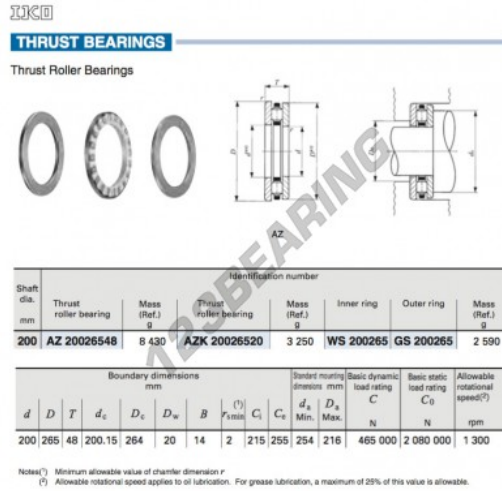 IKO
THRUST BEARINGS
Thrust Roller Bearings
T
r
D
d
AZ
123BEARING
Identification number
Shaft dia. mm
Thrust roller bearing
Mass (Ref.) g
Thrust roller bearing
Mass (Ref.) g
Inner ring
Outer ring
Mass (Ref.) g
200 AZ 20026548 8 430 AZK 20026520 3 250 WS 200265 GS 200265 2 590
Boundary dimensions mm
Standard mounting dimensions mm
Basic dynamic load rating C N
Basic static load rating C0 N
Allowable rotational speed(2) rpm
d D T dc Dc Dw B rs min(1) Ci Ce da Min. Da Max.
200 265 48 200.15 264 20 14 2 215 255 254 216 465 000 2 080 000 1 300
Notes(1) Minimum allowable value of chamfer dimension r
(2) Allowable rotational speed applies to oil lubrication. For grease lubrication, a maximum of 25% of this value is allowable.